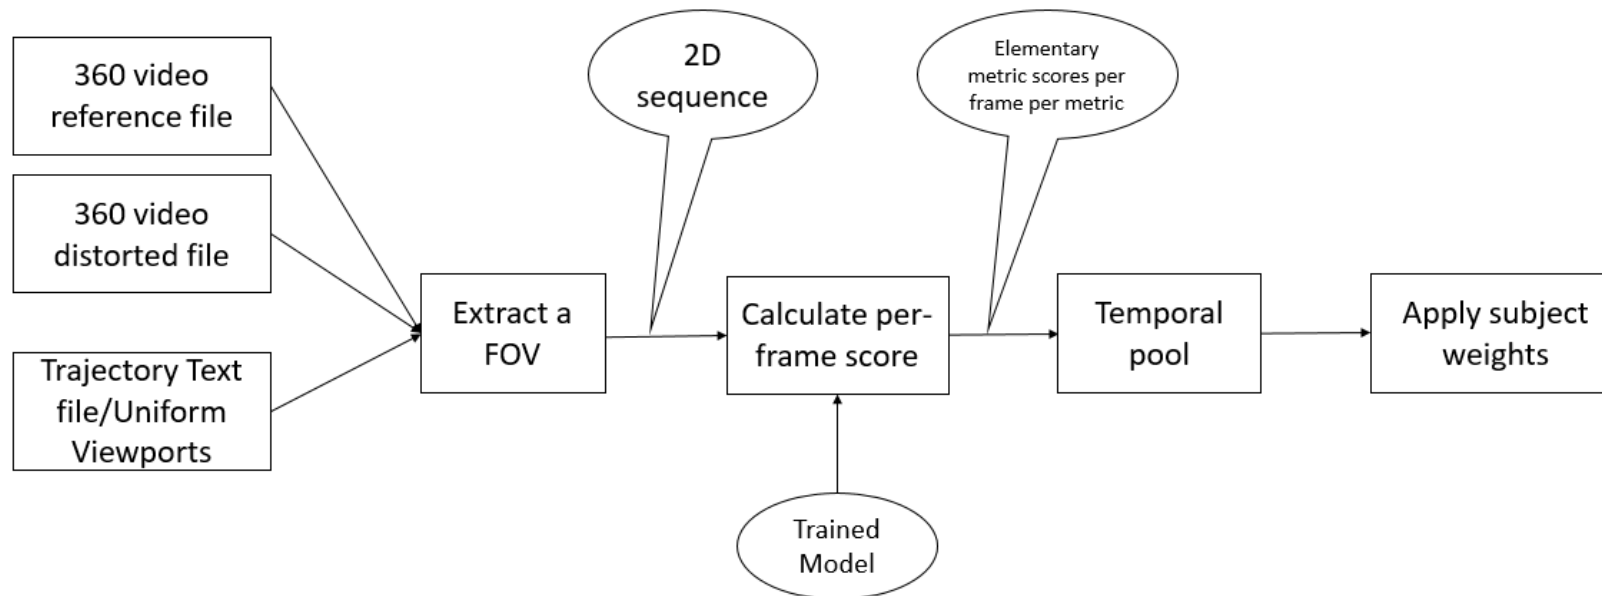 360 video
reference file
360 video
distorted file
Trajectory Text
file/Uniform
Viewports
Extract a
FOV
2D
sequence
Calculate per-
frame score
Trained
Model
Elementary
metric scores per
frame per metric
Temporal
pool
Apply subject
weights